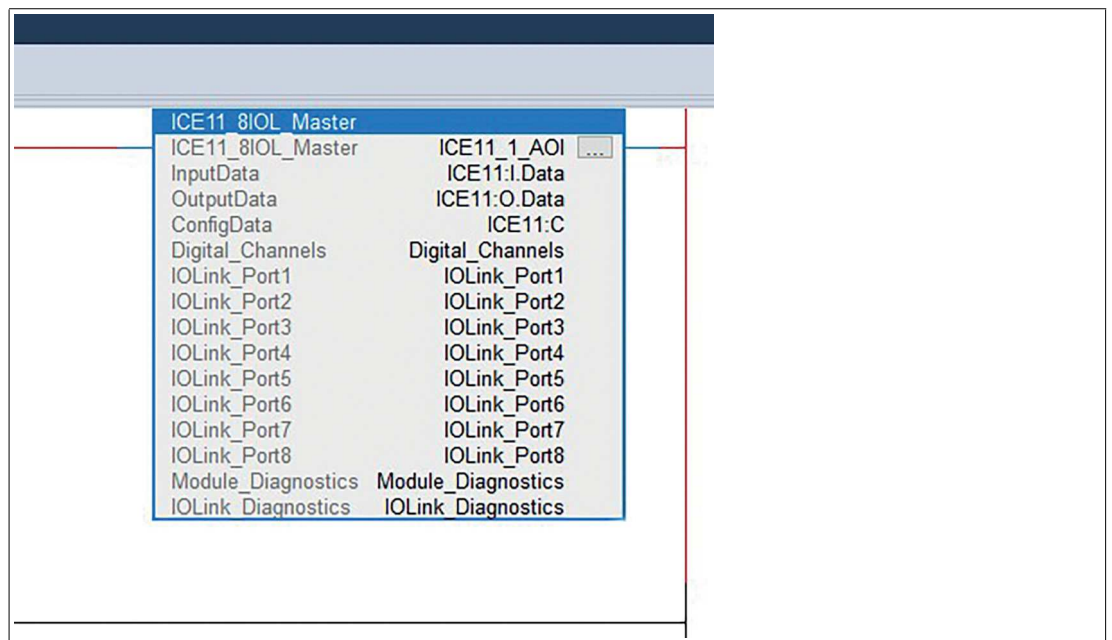 ICE11_8IOL_Master
ICE11_8IOL_Master ICE11_1_AOI ...
InputData ICE11:I.Data
OutputData ICE11:O.Data
ConfigData ICE11:C
Digital_Channels Digital_Channels
IOLink_Port1 IOLink_Port1
IOLink_Port2 IOLink_Port2
IOLink_Port3 IOLink_Port3
IOLink_Port4 IOLink_Port4
IOLink_Port5 IOLink_Port5
IOLink_Port6 IOLink_Port6
IOLink_Port7 IOLink_Port7
IOLink_Port8 IOLink_Port8
Module_Diagnostics Module_Diagnostics
IOLink_Diagnostics IOLink_Diagnostics